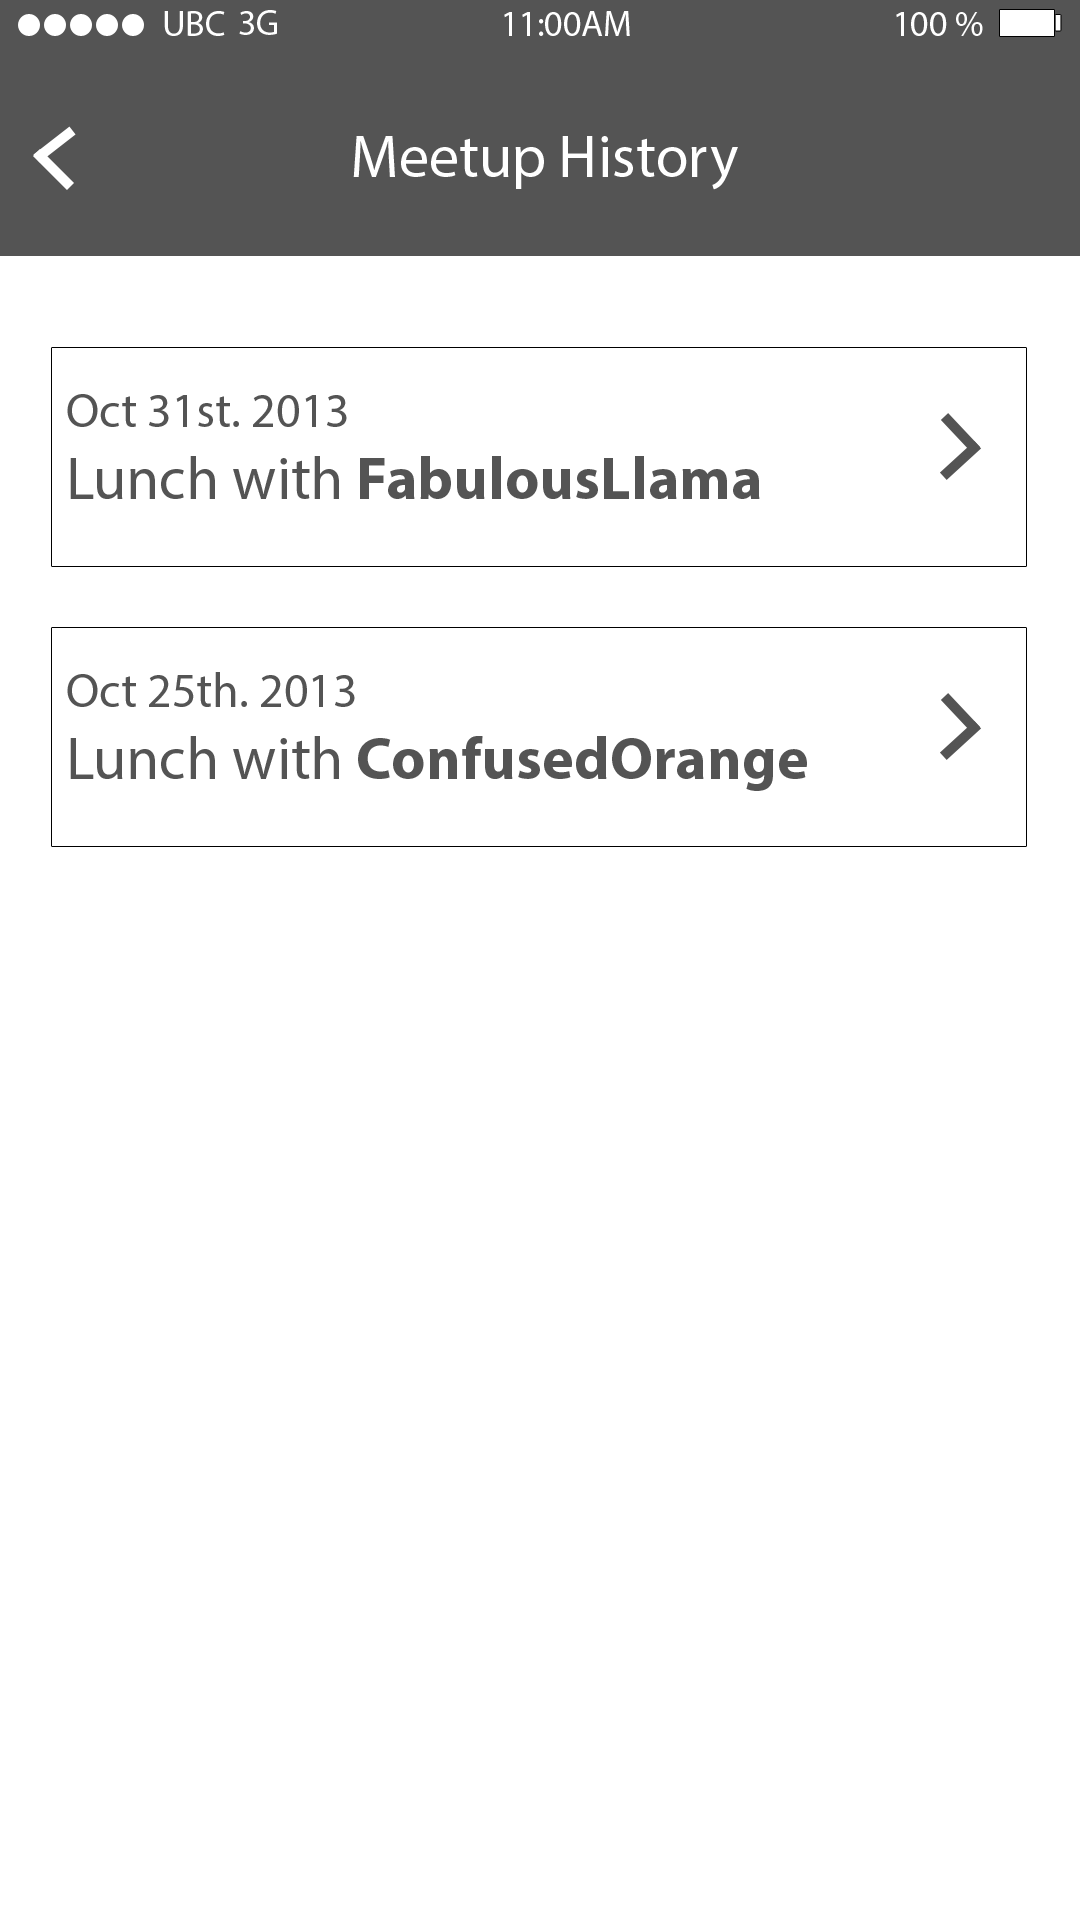 UBC 3G 11:00AM 100 %
Meetup History
Oct 31st. 2013
Lunch with FabulousLlama
Oct 25th. 2013
Lunch with ConfusedOrange